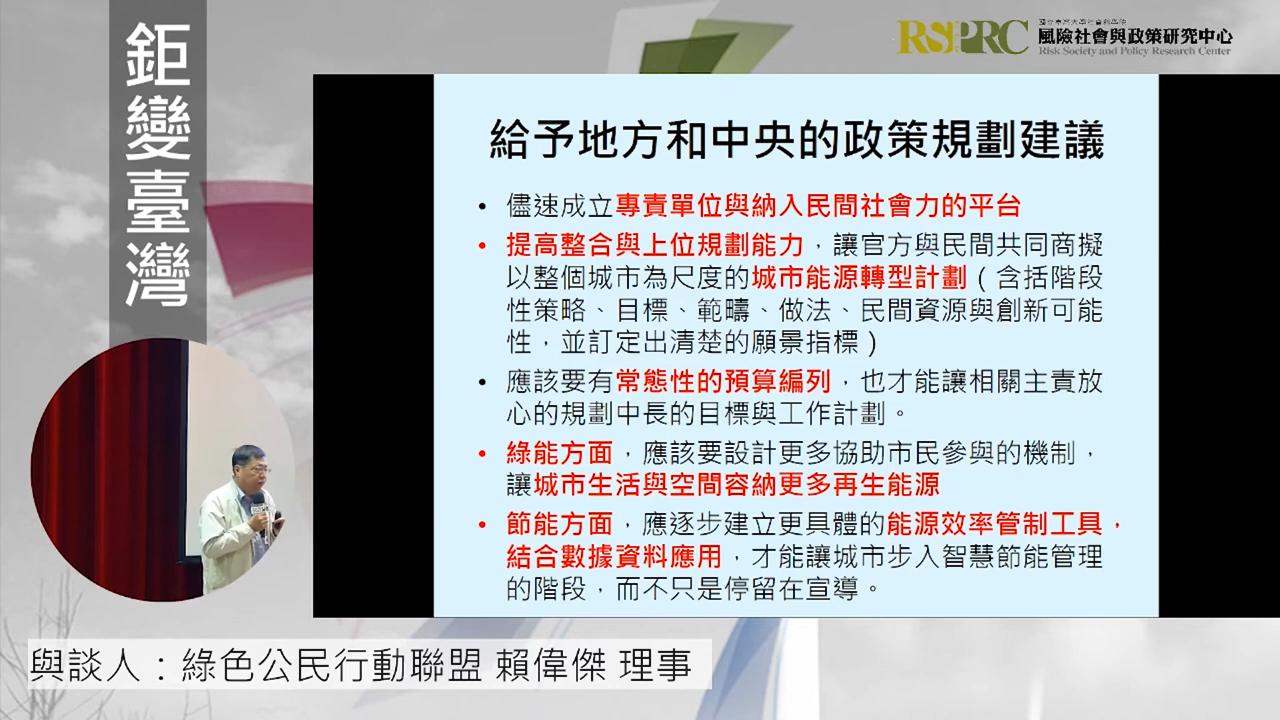 鉅變臺灣
RSPRC
國立臺灣大學社會科學院
風險社會與政策研究中心
Risk Society and Policy Research Center
給予地方和中央的政策規劃建議
• 儘速成立專責單位與納入民間社會力的平台
• 提高整合與上位規劃能力，讓官方與民間共同商擬
以整個城市為尺度的城市能源轉型計劃（含括階段
性策略、目標、範疇、做法、民間資源與創新可能
性，並訂定出清楚的願景指標）
• 應該要有常態性的預算編列，也才能讓相關主責放
心的規劃中長的目標與工作計劃。
• 綠能方面，應該要設計更多協助市民參與的機制，
讓城市生活與空間容納更多再生能源
• 節能方面，應逐步建立更具體的能源效率管制工具，
結合數據資料應用，才能讓城市步入智慧節能管理
的階段，而不只是停留在宣導。
與談人：綠色公民行動聯盟 賴偉傑 理事